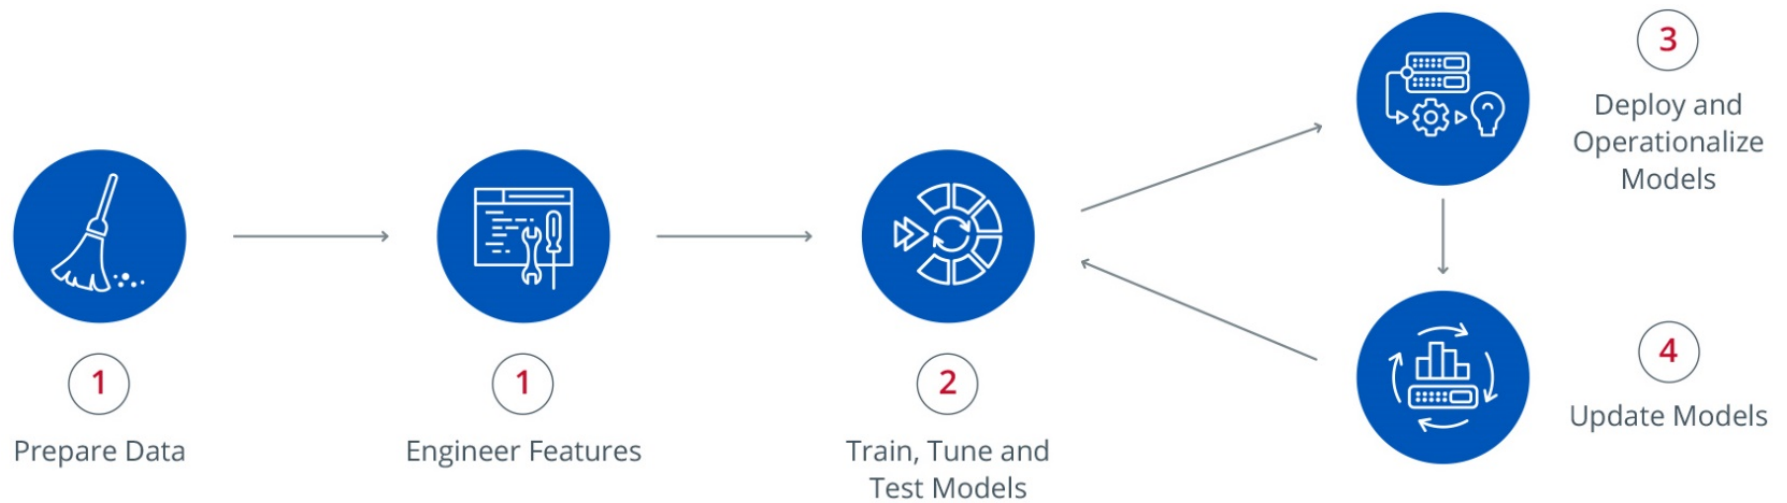 1
Prepare Data
1
Engineer Features
2
Train, Tune and
Test Models
3
Deploy and
Operationalize
Models
4
Update Models